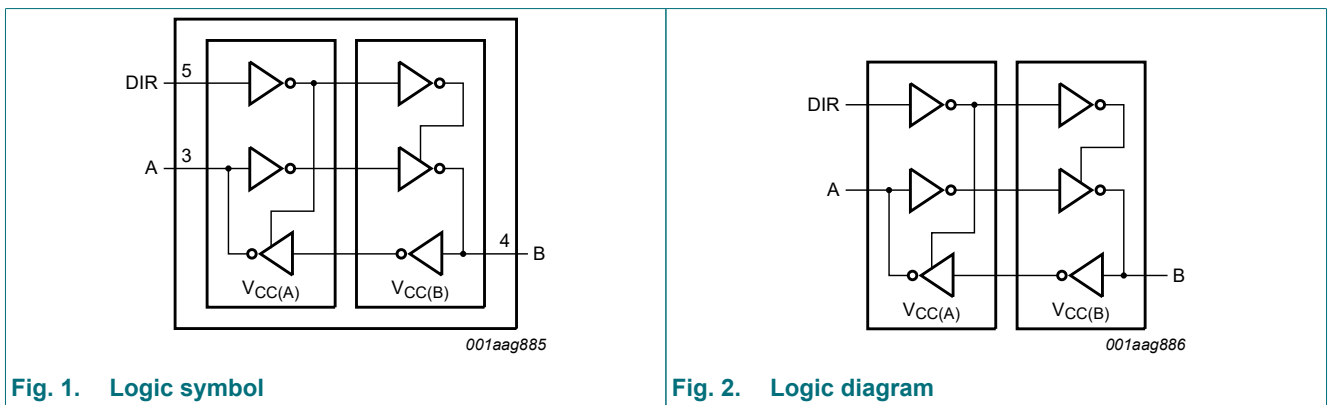 DIR
5
A
3
4
B
VCC(A)
VCC(B)
001aag885
Fig. 1. Logic symbol
DIR
A
B
VCC(A)
VCC(B)
001aag886
Fig. 2. Logic diagram